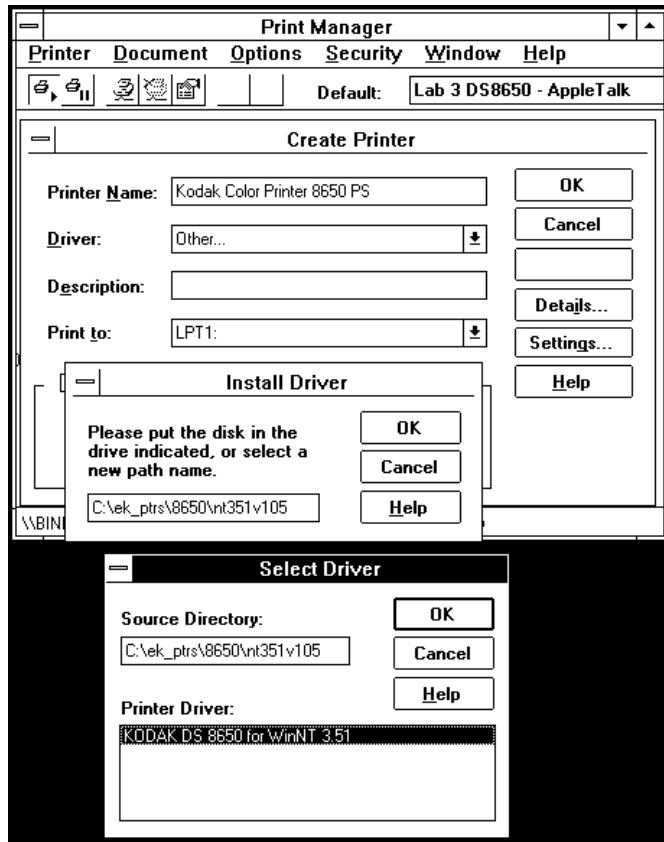 Print Manager
Printer Document Options Security Window Help
Default: Lab 3 DS8650 - AppleTalk
Create Printer
Printer Name: Kodak Color Printer 8650 PS
OK
Driver: Other...
Cancel
Description:
Details...
Print to: LPT1:
Settings...
Help
Install Driver
Please put the disk in the
drive indicated, or select a
new path name.
OK
Cancel
C:\ek_ptrs\8650\nt351v105
Help
\\BIN
Select Driver
Source Directory:
OK
C:\ek_ptrs\8650\nt351v105
Cancel
Help
Printer Driver:
KODAK DS 8650 for WinNT 3.51